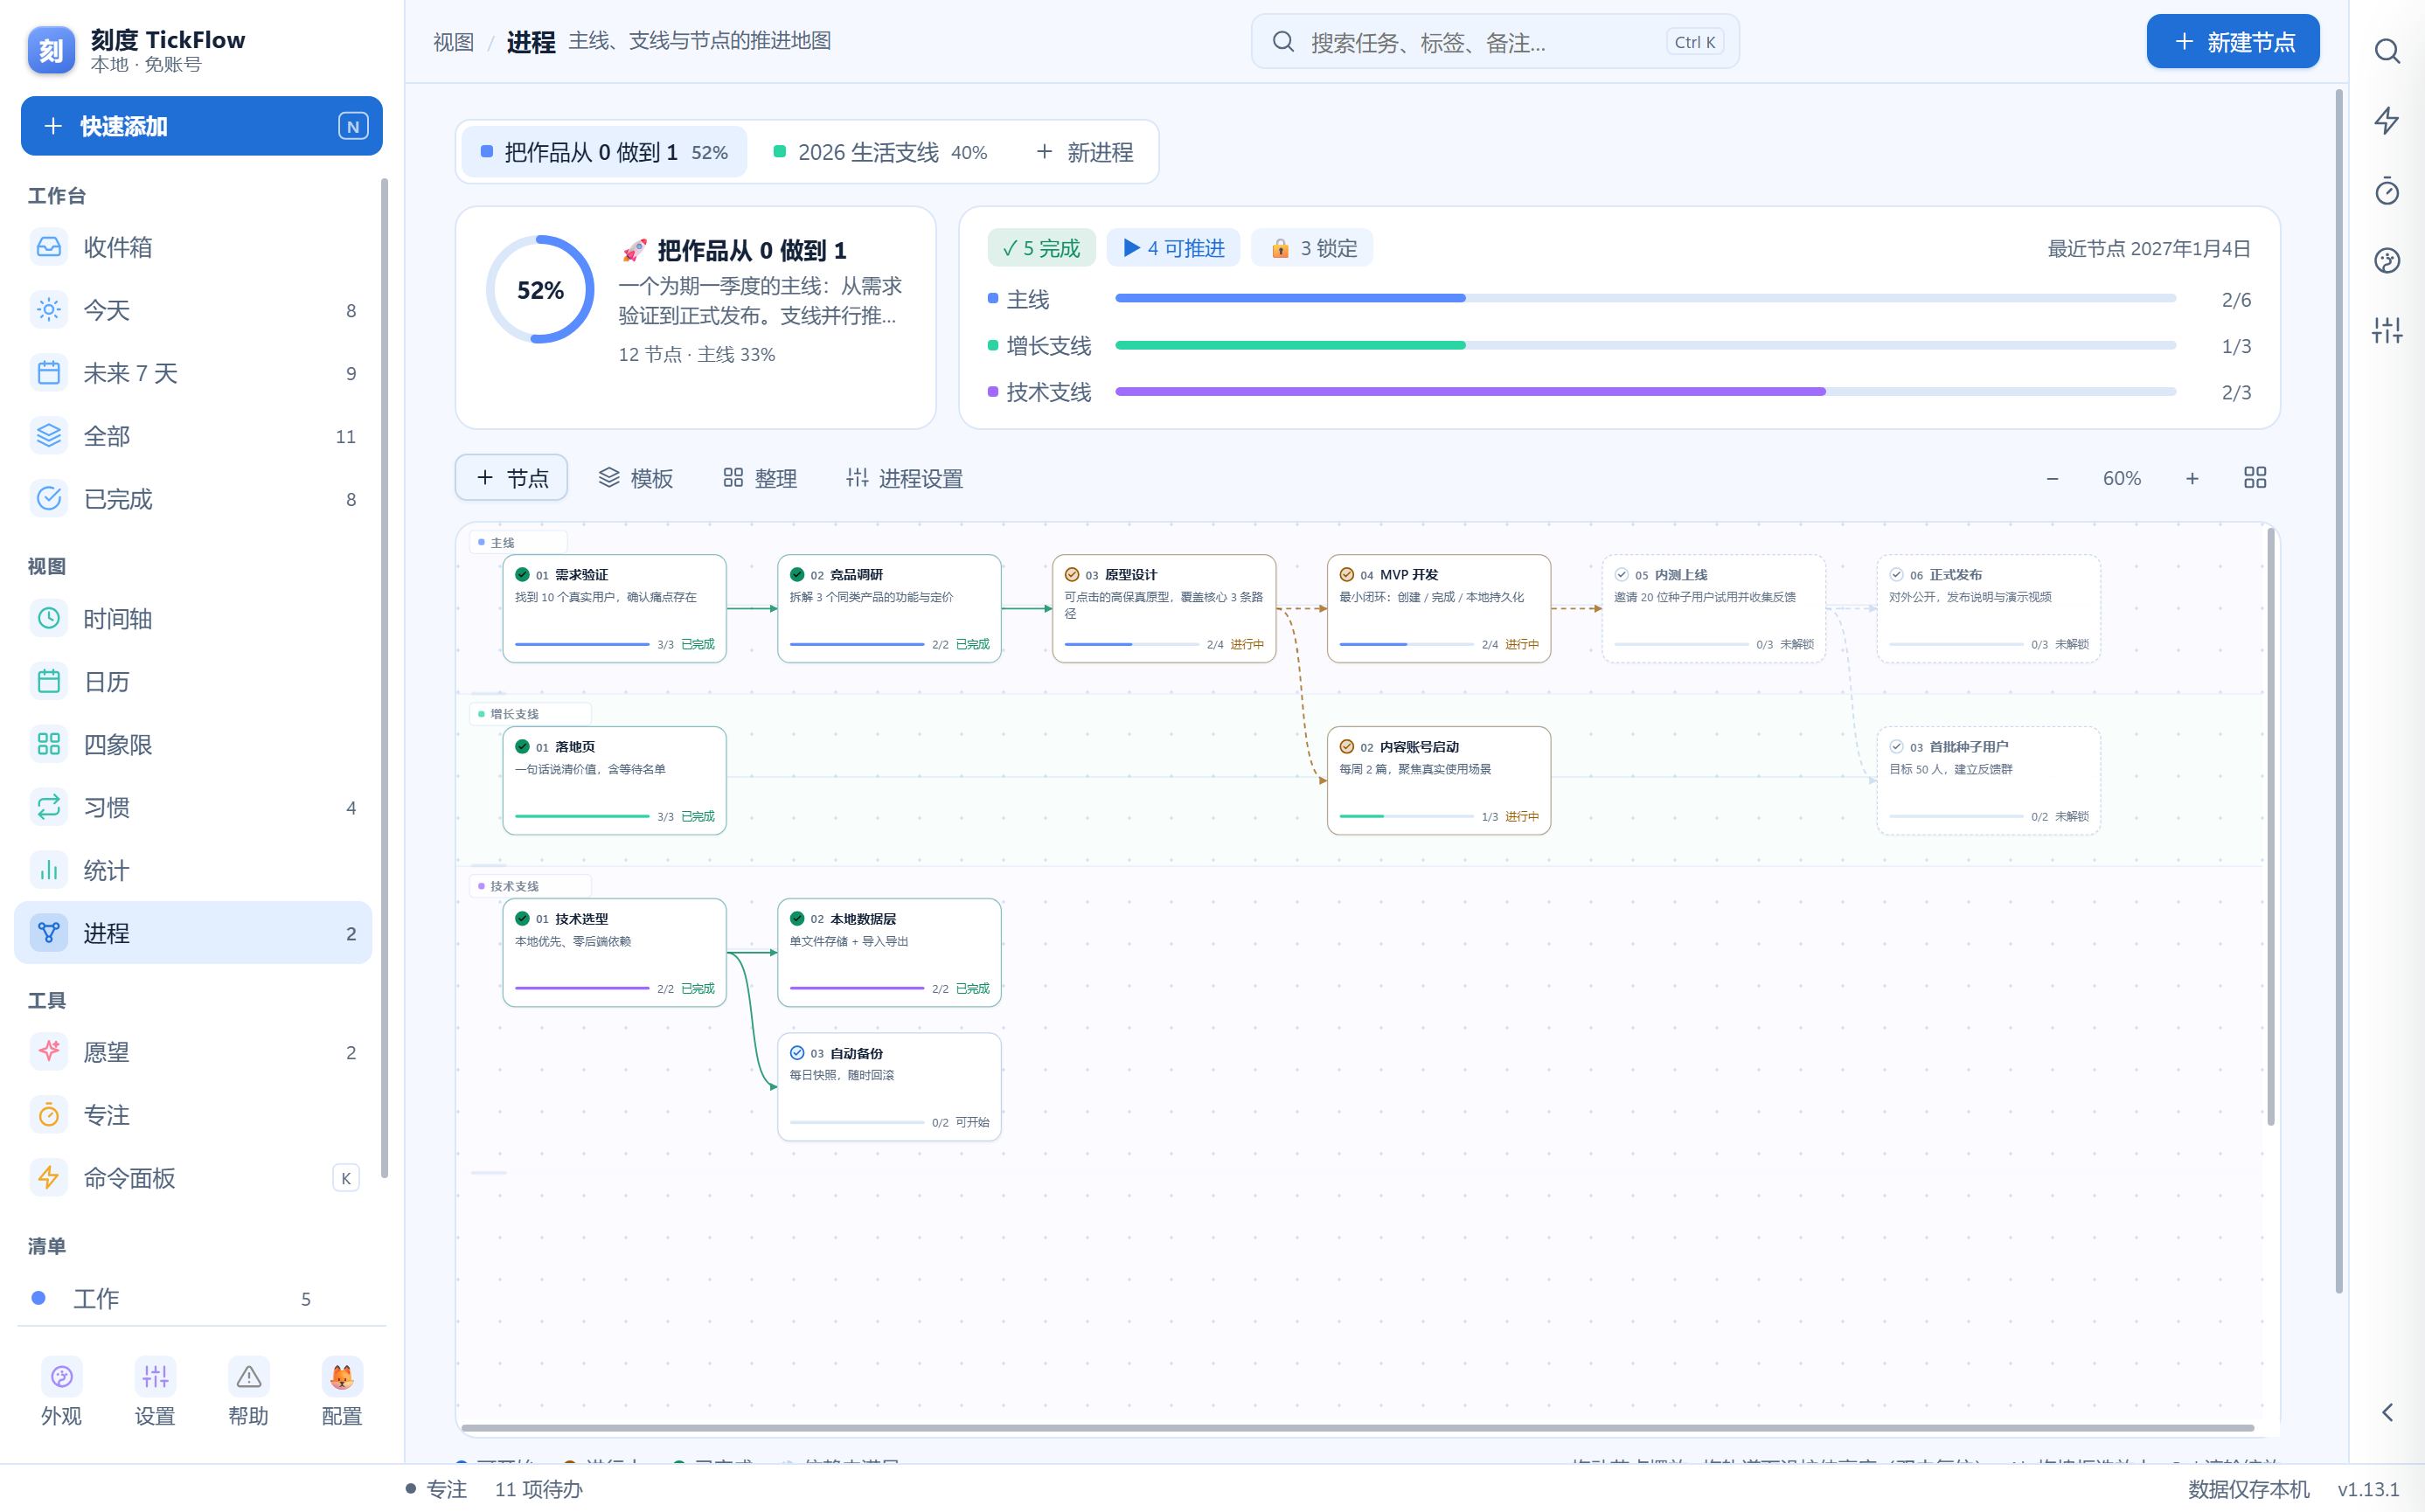 刻
刻度 TickFlow
本地 · 免账号
快速添加 N
工作台
收件箱
今天 8
未来 7 天 9
全部 11
已完成 8
视图
时间轴
日历
四象限
习惯 4
统计
进程 2
工具
愿望 2
专注
命令面板 K
清单
工作 5
外观 设置 帮助 配置
视图 / 进程 主线、支线与节点的推进地图
搜索任务、标签、备注... Ctrl K
+ 新建节点
把作品从 0 做到 1 52% 2026 生活支线 40% + 新进程
52%
🚀 把作品从 0 做到 1
一个为期一季度的主线：从需求
验证到正式发布。支线并行推...
12 节点 · 主线 33%
✓ 5 完成 ▶ 4 可推进 🔒 3 锁定 最近节点 2027年1月4日
主线 2/6
增长支线 1/3
技术支线 2/3
+ 节点 模板 整理 进程设置 − 60% +
主线
01 需求验证
找到 10 个真实用户，确认痛点存在
3/3 已完成
02 竞品调研
拆解 3 个同类产品的功能与定价
2/2 已完成
03 原型设计
可点击的高保真原型，覆盖核心 3 条路
径
2/4 进行中
04 MVP 开发
最小闭环：创建 / 完成 / 本地持久化
2/4 进行中
05 内测上线
邀请 20 位种子用户试用并收集反馈
0/3 未解锁
06 正式发布
对外公开，发布说明与演示视频
0/3 未解锁
增长支线
01 落地页
一句话说清价值，含等待名单
3/3 已完成
02 内容账号启动
每周 2 篇，聚焦真实使用场景
1/3 进行中
03 首批种子用户
目标 50 人，建立反馈群
0/2 未解锁
技术支线
01 技术选型
本地优先、零后端依赖
2/2 已完成
02 本地数据层
单文件存储 + 导入导出
2/2 已完成
03 自动备份
每日快照，随时回滚
0/2 可开始
专注 11 项待办 数据仅存本机 v1.13.1